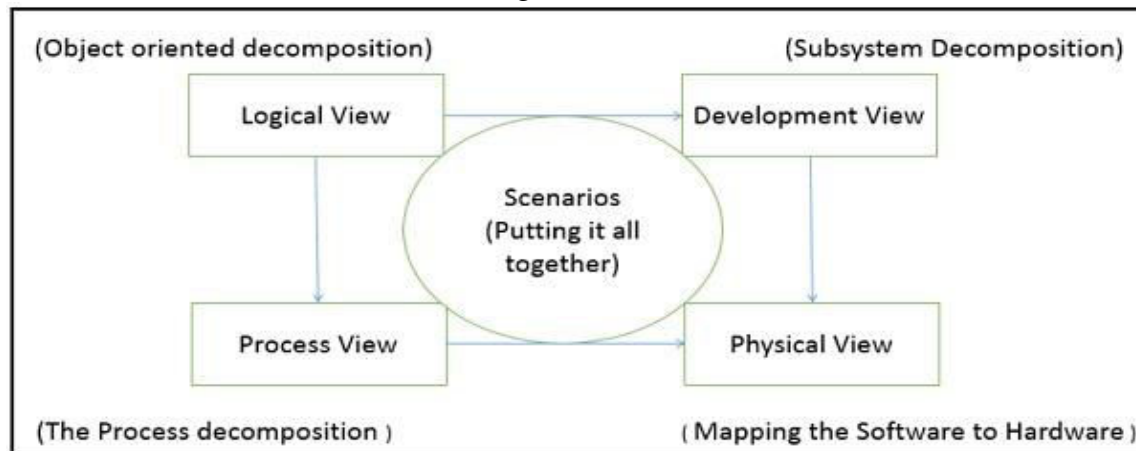 (Object oriented decomposition)
(Subsystem Decomposition)
Logical View
Development View
Scenarios
(Putting it all
together)
Process View
Physical View
(The Process decomposition )
( Mapping the Software to Hardware )